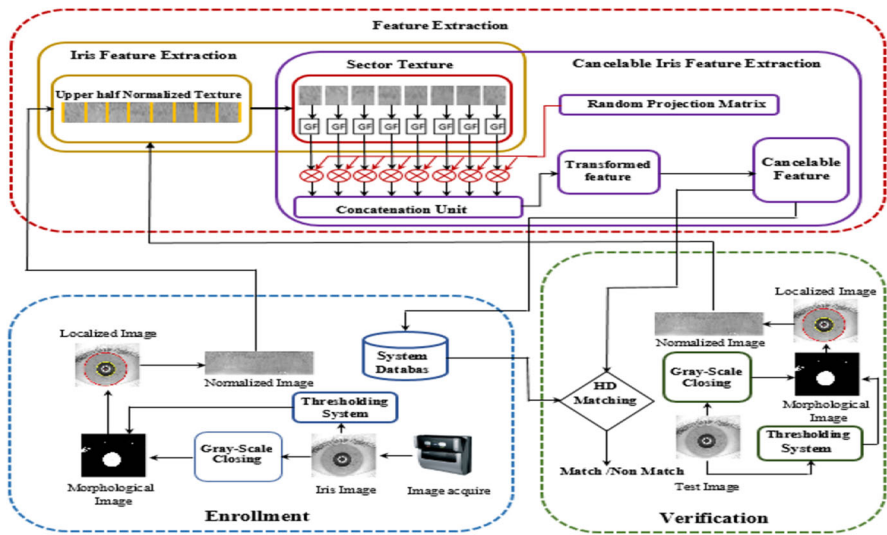 Feature Extraction
Iris Feature Extraction
Sector Texture
Cancelable Iris Feature Extraction
Upper half Normalized Texture
Random Projection Matrix
GF GF GF GF GF GF GF GF
Transformed
feature
Cancelable
Feature
Concatenation Unit
Localized Image
Normalized Image
System
Databas
Thresholding
System
Gray-Scale
Closing
Morphological
Image
Iris Image
Image acquire
Enrollment
Localized Image
Normalized Image
Gray-Scale
Closing
HD
Matching
Morphological
Image
Thresholding
System
Match /Non Match
Test Image
Verification